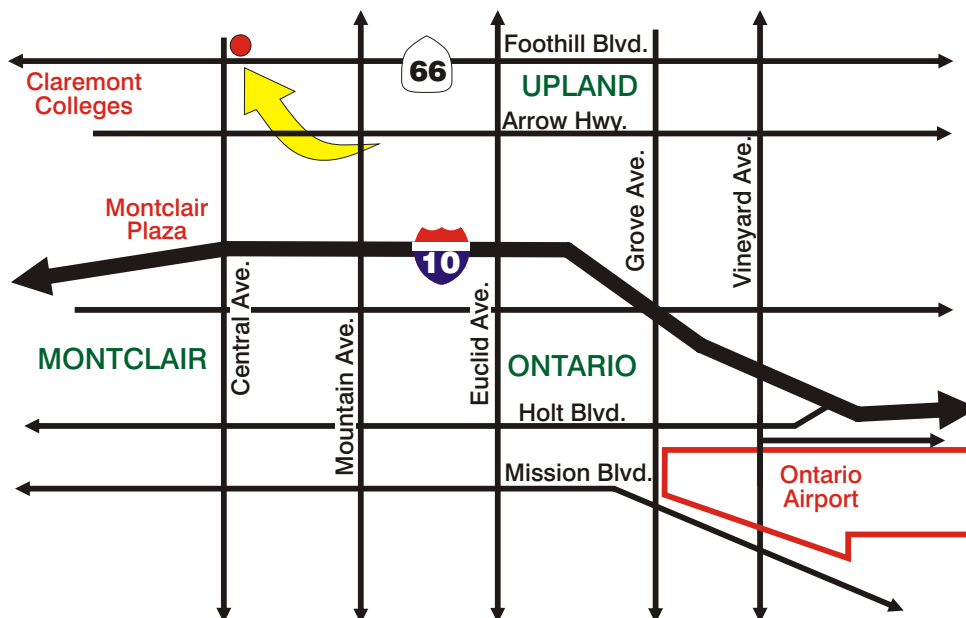 Foothill Blvd.
66
Claremont
Colleges
UPLAND
Arrow Hwy.
Montclair
Plaza
10
Grove Ave.
Vineyard Ave.
Central Ave.
Mountain Ave.
Euclid Ave.
MONTCLAIR
ONTARIO
Holt Blvd.
Mission Blvd.
Ontario
Airport